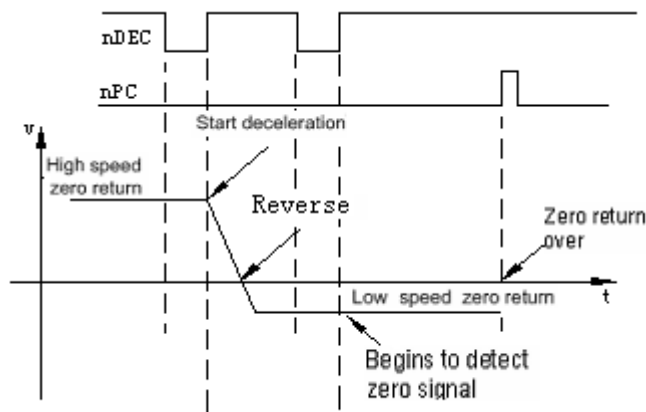 nDEC
nPC
Start deceleration
v
High speed
zero return
Reverse
Zero return
over
Low speed zero return
t
Begins to detect
zero signal